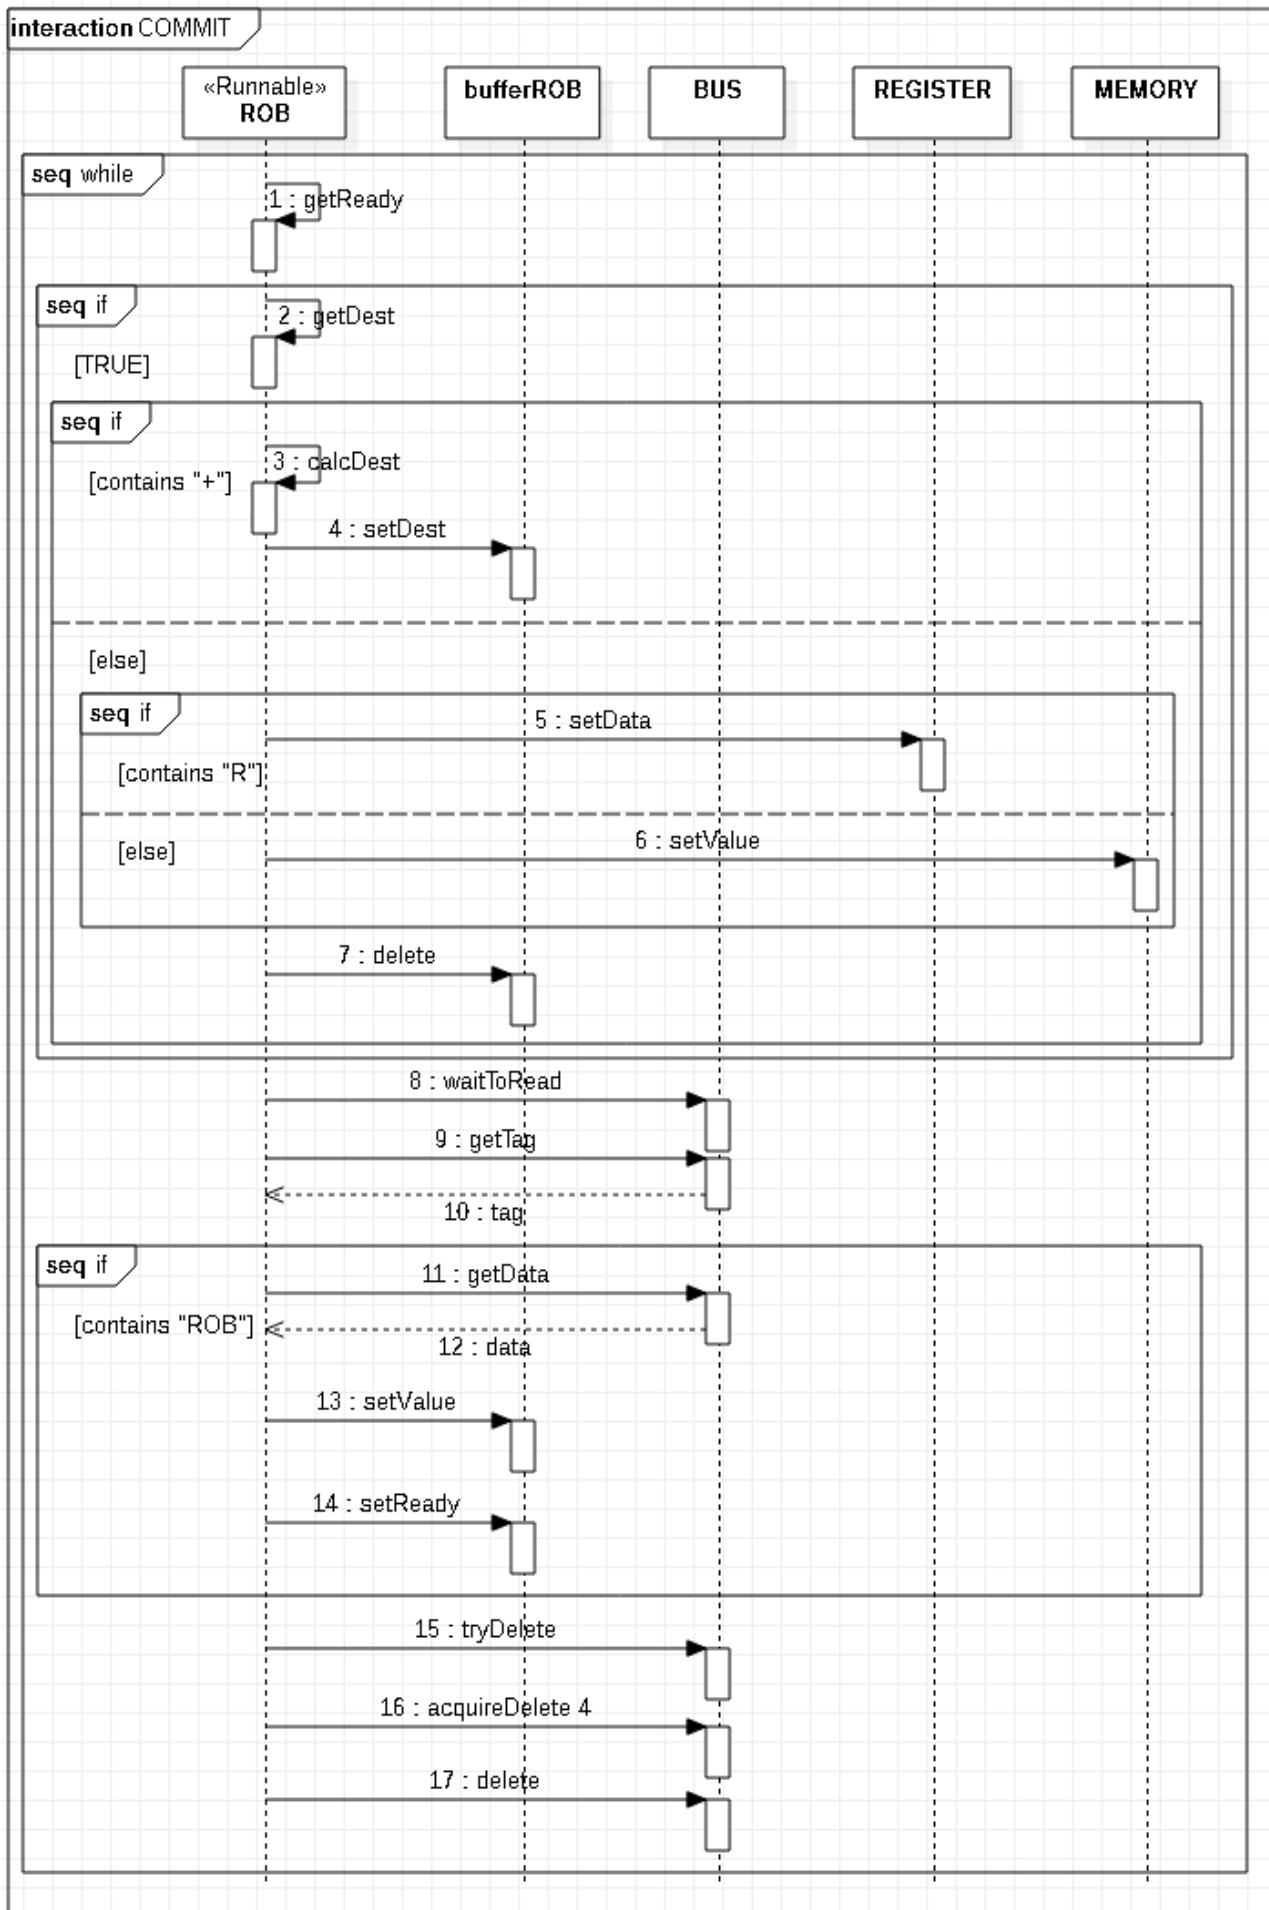 interaction COMMIT
«Runnable»
ROB
bufferROB
BUS
REGISTER
MEMORY
seq while
1 : getReady
seq if
2 : getDest
[TRUE]
seq if
3 : calcDest
[contains "+"]
4 : setDest
[else]
seq if
5 : setData
[contains "R"]
6 : setValue
[else]
7 : delete
8 : waitToRead
9 : getTag
10 : tag
seq if
11 : getData
[contains "ROB"]
12 : data
13 : setValue
14 : setReady
15 : tryDelete
16 : acquireDelete 4
17 : delete